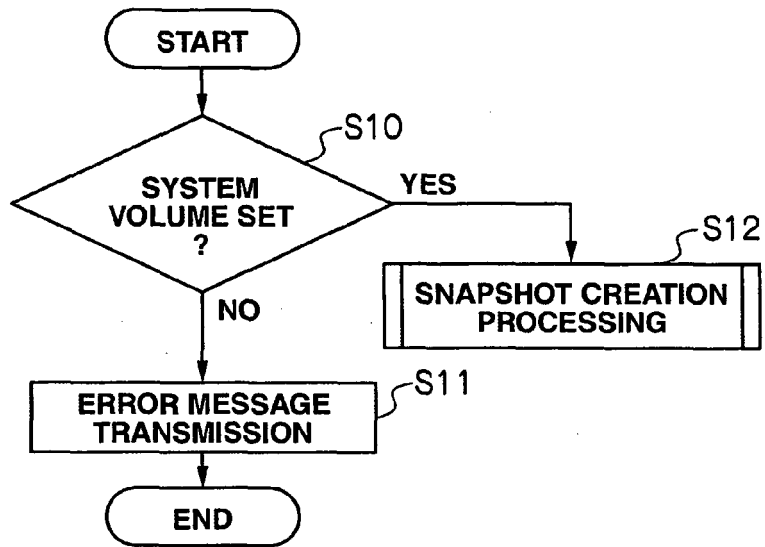 START
S10
SYSTEM
VOLUME SET
?
YES
S12
SNAPSHOT CREATION
PROCESSING
NO
S11
ERROR MESSAGE
TRANSMISSION
END